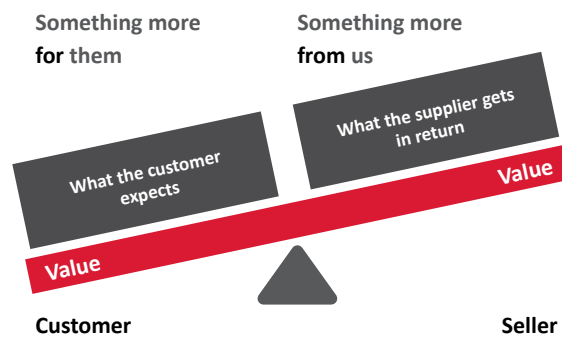 Something more
for them
Something more
from us
What the customer
expects
What the supplier gets
in return
Value
Value
Customer
Seller